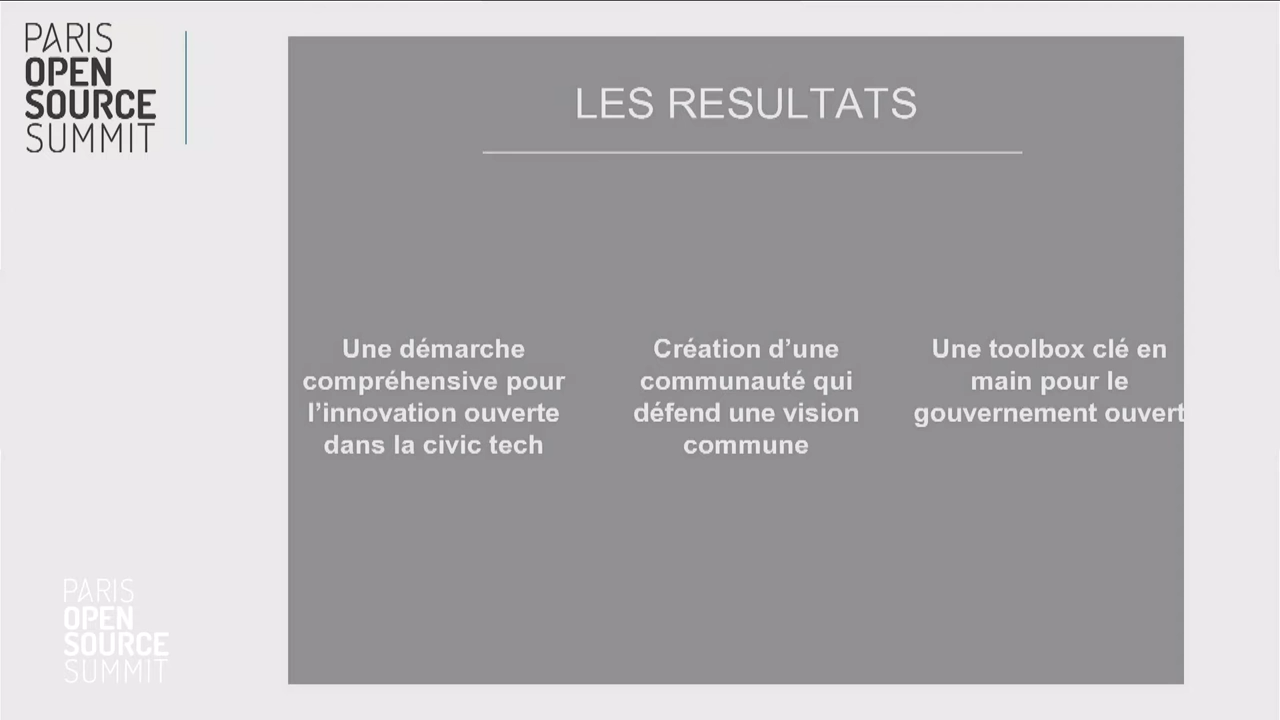 PARIS
OPEN
SOURCE
SUMMIT
LES RESULTATS
Une démarche
compréhensive pour
l’innovation ouverte
dans la civic tech
Création d’une
communauté qui
défend une vision
commune
Une toolbox clé en
main pour le
gouvernement ouvert
PARIS
OPEN
SOURCE
SUMMIT